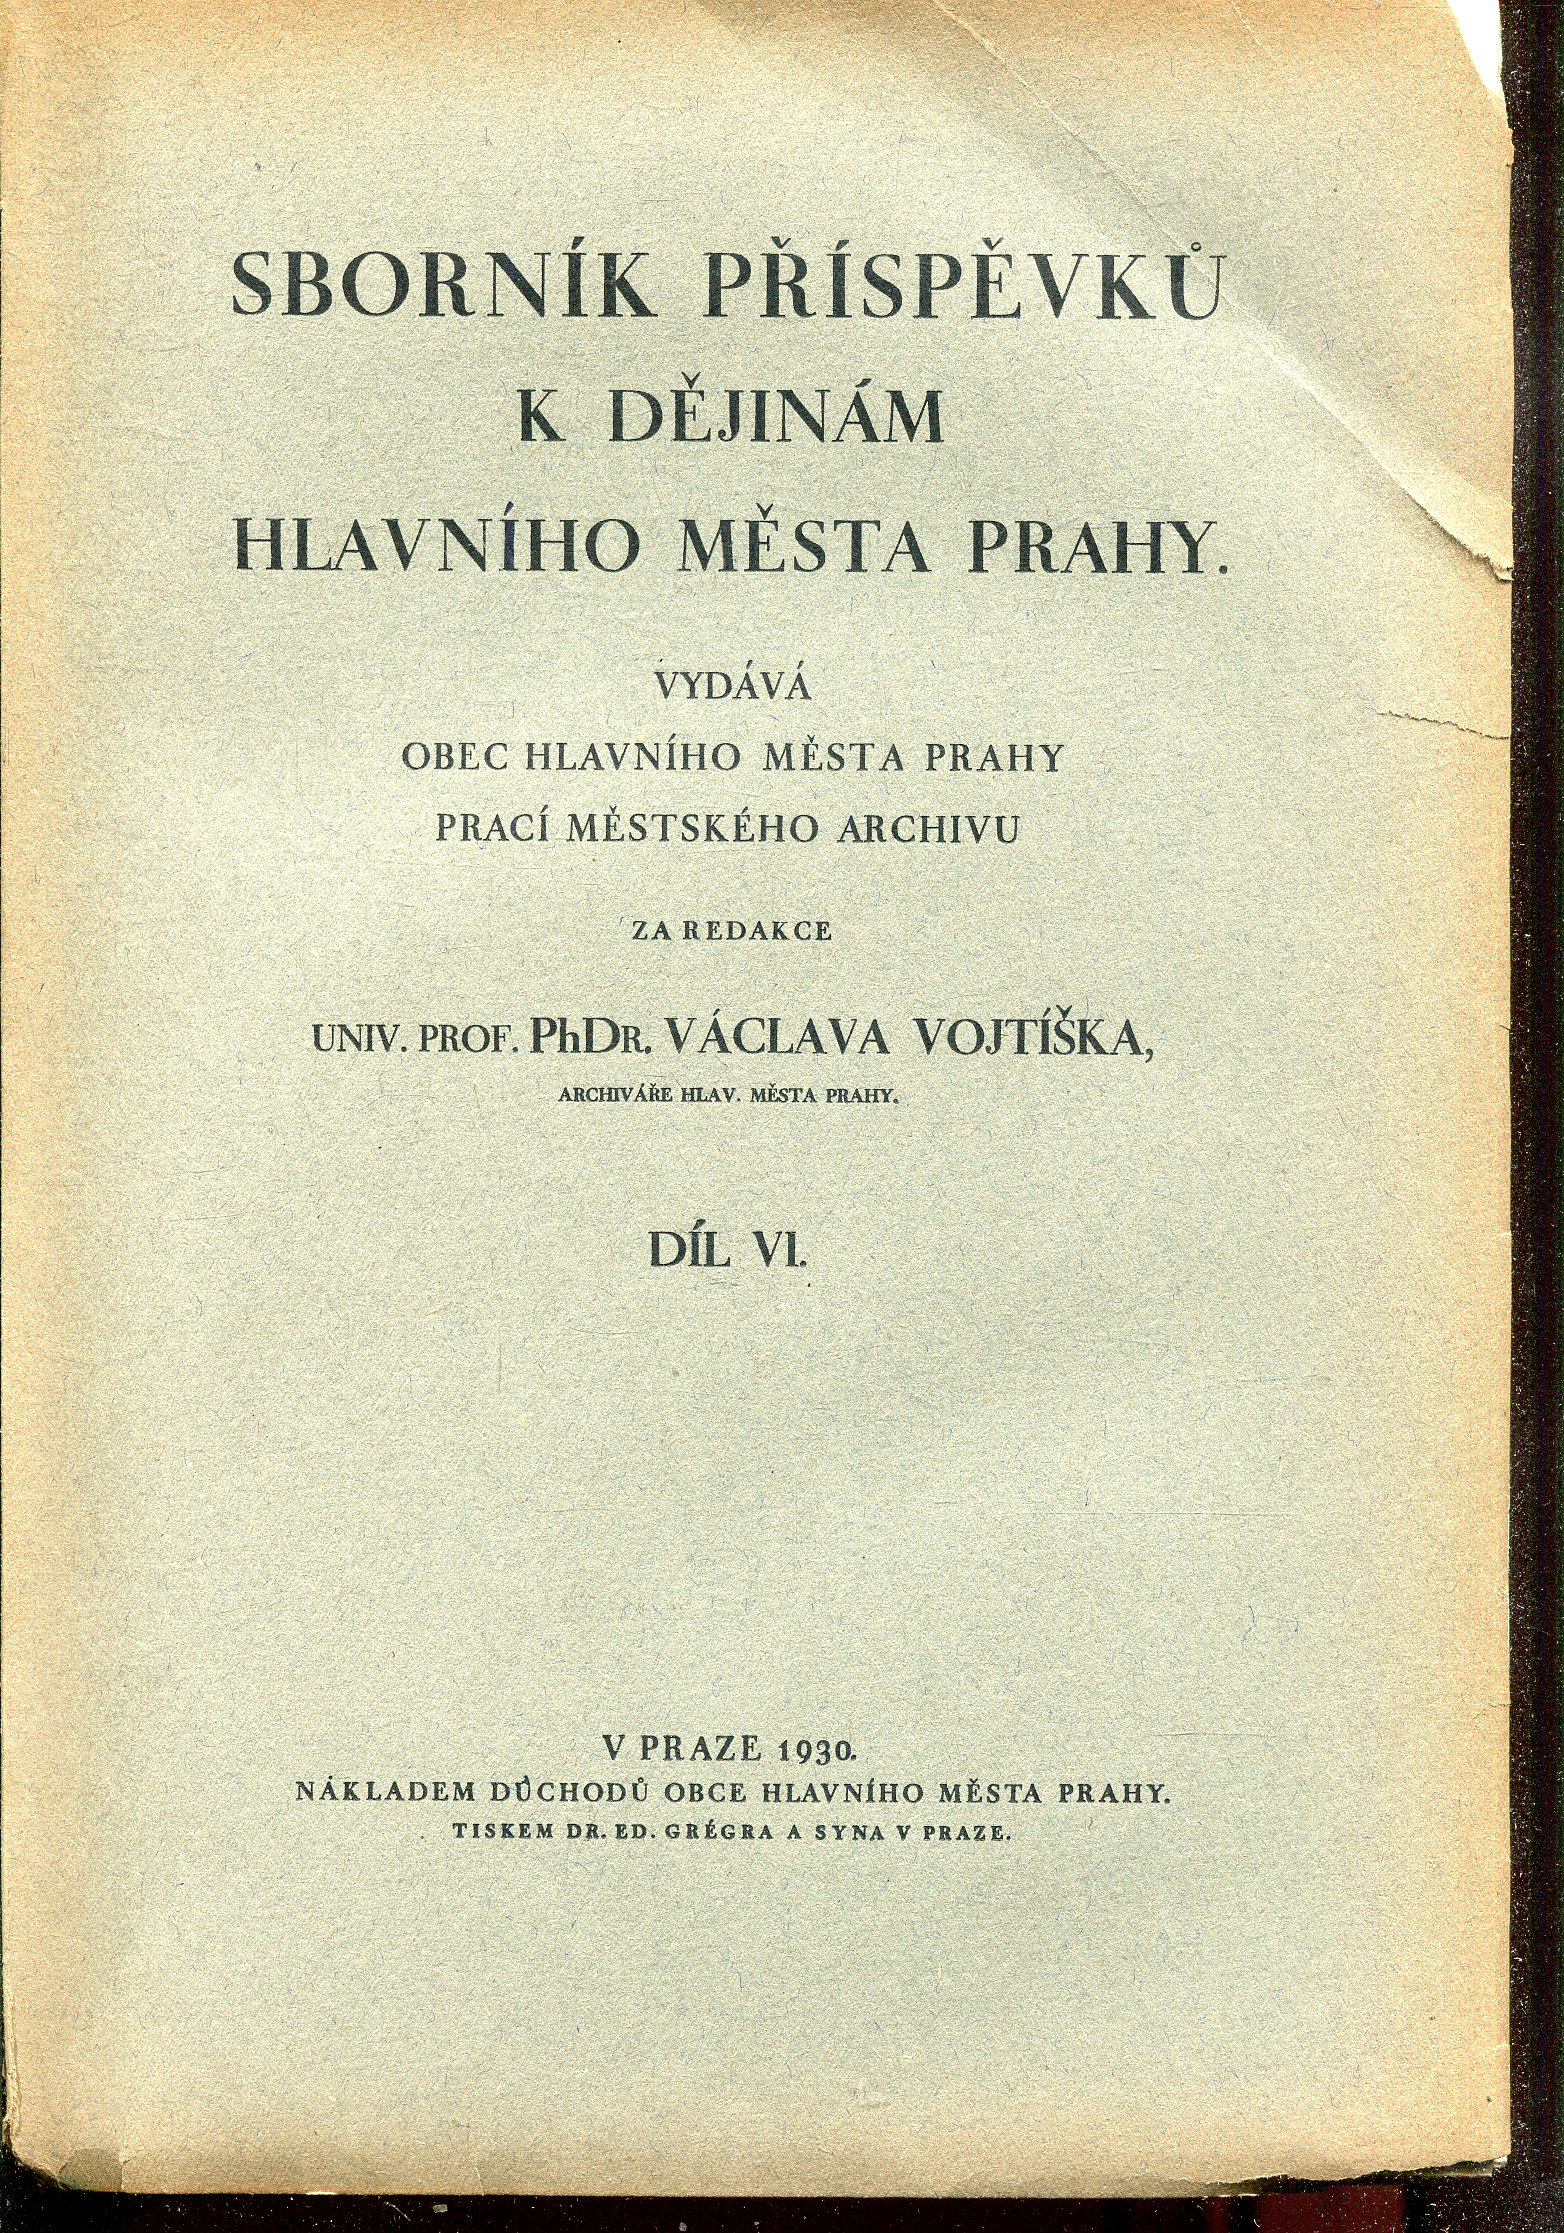 SBORNÍK PŘÍSPĚVKŮ
K DĚJINÁM
HLAVNÍHO MĚSTA PRAHY.
VYDÁVÁ
OBEC HLAVNÍHO MĚSTA PRAHY
PRACÍ MĚSTSKÉHO ARCHIVU
ZA REDAKCE
UNIV. PROF. PhDR. VÁCLAVA VOJTÍŠKA,
ARCHIVÁŘE HLAV. MĚSTA PRAHY.
DÍL VI.
V PRAZE 1930.
NÁKLADEM DŮCHODŮ OBCE HLAVNÍHO MĚSTA PRAHY.
TISKEM DR. ED. GRÉGRA A SYNA V PRAZE.